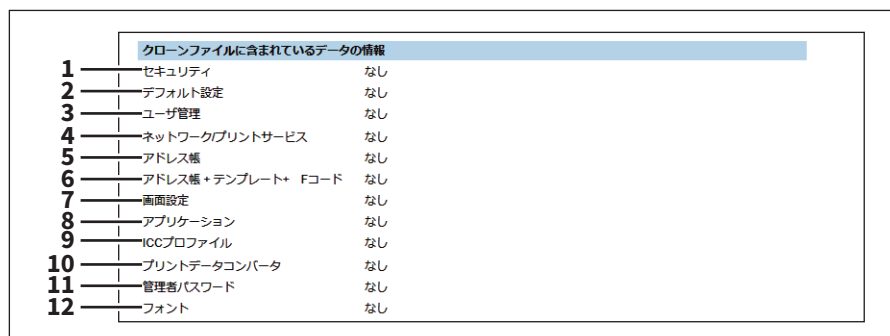 クローンファイルに含まれているデータの情報
1 セキュリティ なし
2 デフォルト設定 なし
3 ユーザ管理 なし
4 ネットワーク/プリントサービス なし
5 アドレス帳 なし
6 アドレス帳 + テンプレート+ Fコード なし
7 画面設定 なし
8 アプリケーション なし
9 ICCプロファイル なし
10 プリントデータコンバータ なし
11 管理者パスワード なし
12 フォント なし